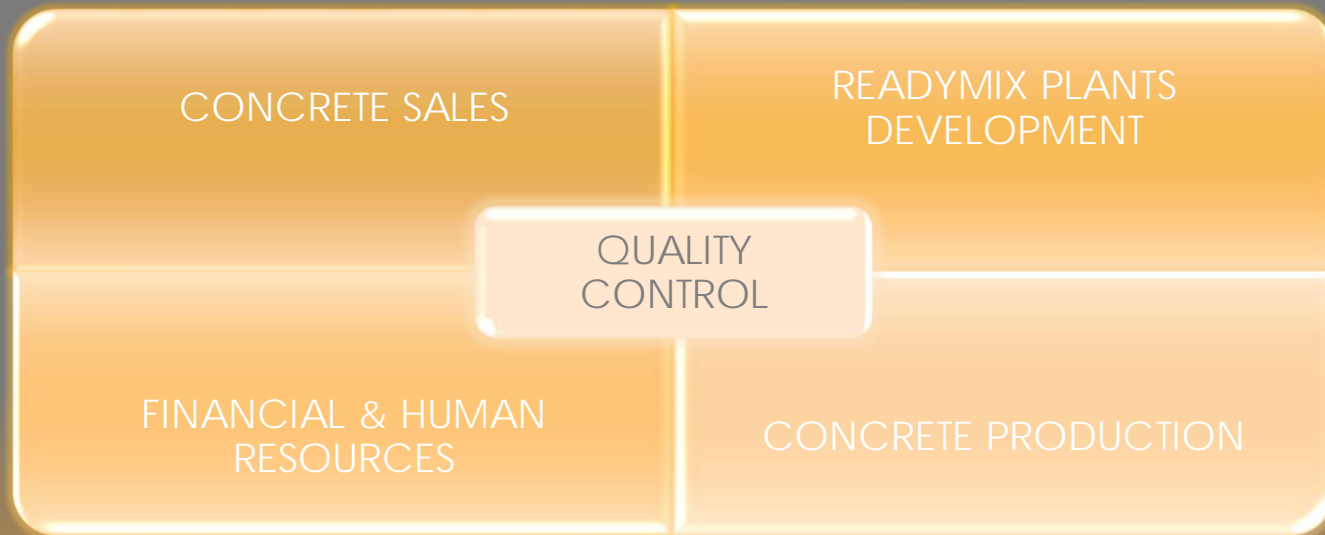 CONCRETE SALES
READYMIX PLANTS
DEVELOPMENT
QUALITY
CONTROL
FINANCIAL & HUMAN
RESOURCES
CONCRETE PRODUCTION